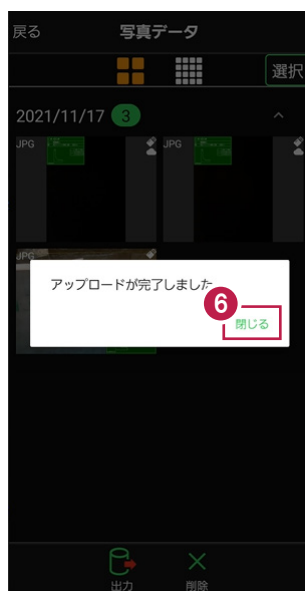 戻る 写真データ
選択
2021/11/17 3
JPG JPG
JPG
アップロードが完了しました
6
閉じる
出力 削除